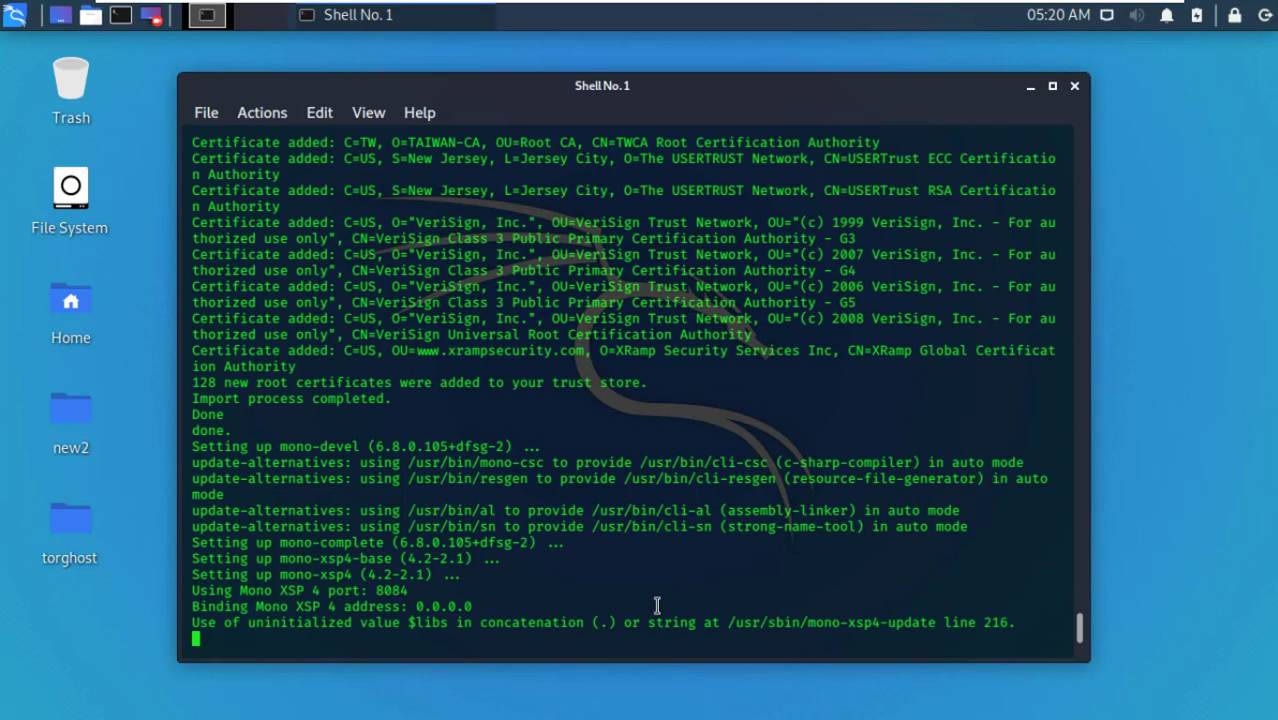 Shell No. 1
05:20 AM
Trash
File System
Home
new2
torghost
Shell No. 1
File Actions Edit View Help
Certificate added: C=TW, O=TAIWAN-CA, OU=Root CA, CN=TWCA Root Certification Authority
Certificate added: C=US, S=New Jersey, L=Jersey City, O=The USERTRUST Network, CN=USERTrust ECC Certificatio
n Authority
Certificate added: C=US, S=New Jersey, L=Jersey City, O=The USERTRUST Network, CN=USERTrust RSA Certificatio
n Authority
Certificate added: C=US, O="VeriSign, Inc.", OU=VeriSign Trust Network, OU="(c) 1999 VeriSign, Inc. - For au
thorized use only", CN=VeriSign Class 3 Public Primary Certification Authority - G3
Certificate added: C=US, O="VeriSign, Inc.", OU=VeriSign Trust Network, OU="(c) 2007 VeriSign, Inc. - For au
thorized use only", CN=VeriSign Class 3 Public Primary Certification Authority - G4
Certificate added: C=US, O="VeriSign, Inc.", OU=VeriSign Trust Network, OU="(c) 2006 VeriSign, Inc. - For au
thorized use only", CN=VeriSign Class 3 Public Primary Certification Authority - G5
Certificate added: C=US, O="VeriSign, Inc.", OU=VeriSign Trust Network, OU="(c) 2008 VeriSign, Inc. - For au
thorized use only", CN=VeriSign Universal Root Certification Authority
Certificate added: C=US, OU=www.xrampsecurity.com, O=XRamp Security Services Inc, CN=XRamp Global Certificat
ion Authority
128 new root certificates were added to your trust store.
Import process completed.
Done
done.
Setting up mono-devel (6.8.0.105+dfsg-2) ...
update-alternatives: using /usr/bin/mono-csc to provide /usr/bin/cli-csc (c-sharp-compiler) in auto mode
update-alternatives: using /usr/bin/resgen to provide /usr/bin/cli-resgen (resource-file-generator) in auto
mode
update-alternatives: using /usr/bin/al to provide /usr/bin/cli-al (assembly-linker) in auto mode
update-alternatives: using /usr/bin/sn to provide /usr/bin/cli-sn (strong-name-tool) in auto mode
Setting up mono-complete (6.8.0.105+dfsg-2) ...
Setting up mono-xsp4-base (4.2-2.1) ...
Setting up mono-xsp4 (4.2-2.1) ...
Using Mono XSP 4 port: 8084
Binding Mono XSP 4 address: 0.0.0.0
Use of uninitialized value $libs in concatenation (.) or string at /usr/sbin/mono-xsp4-update line 216.